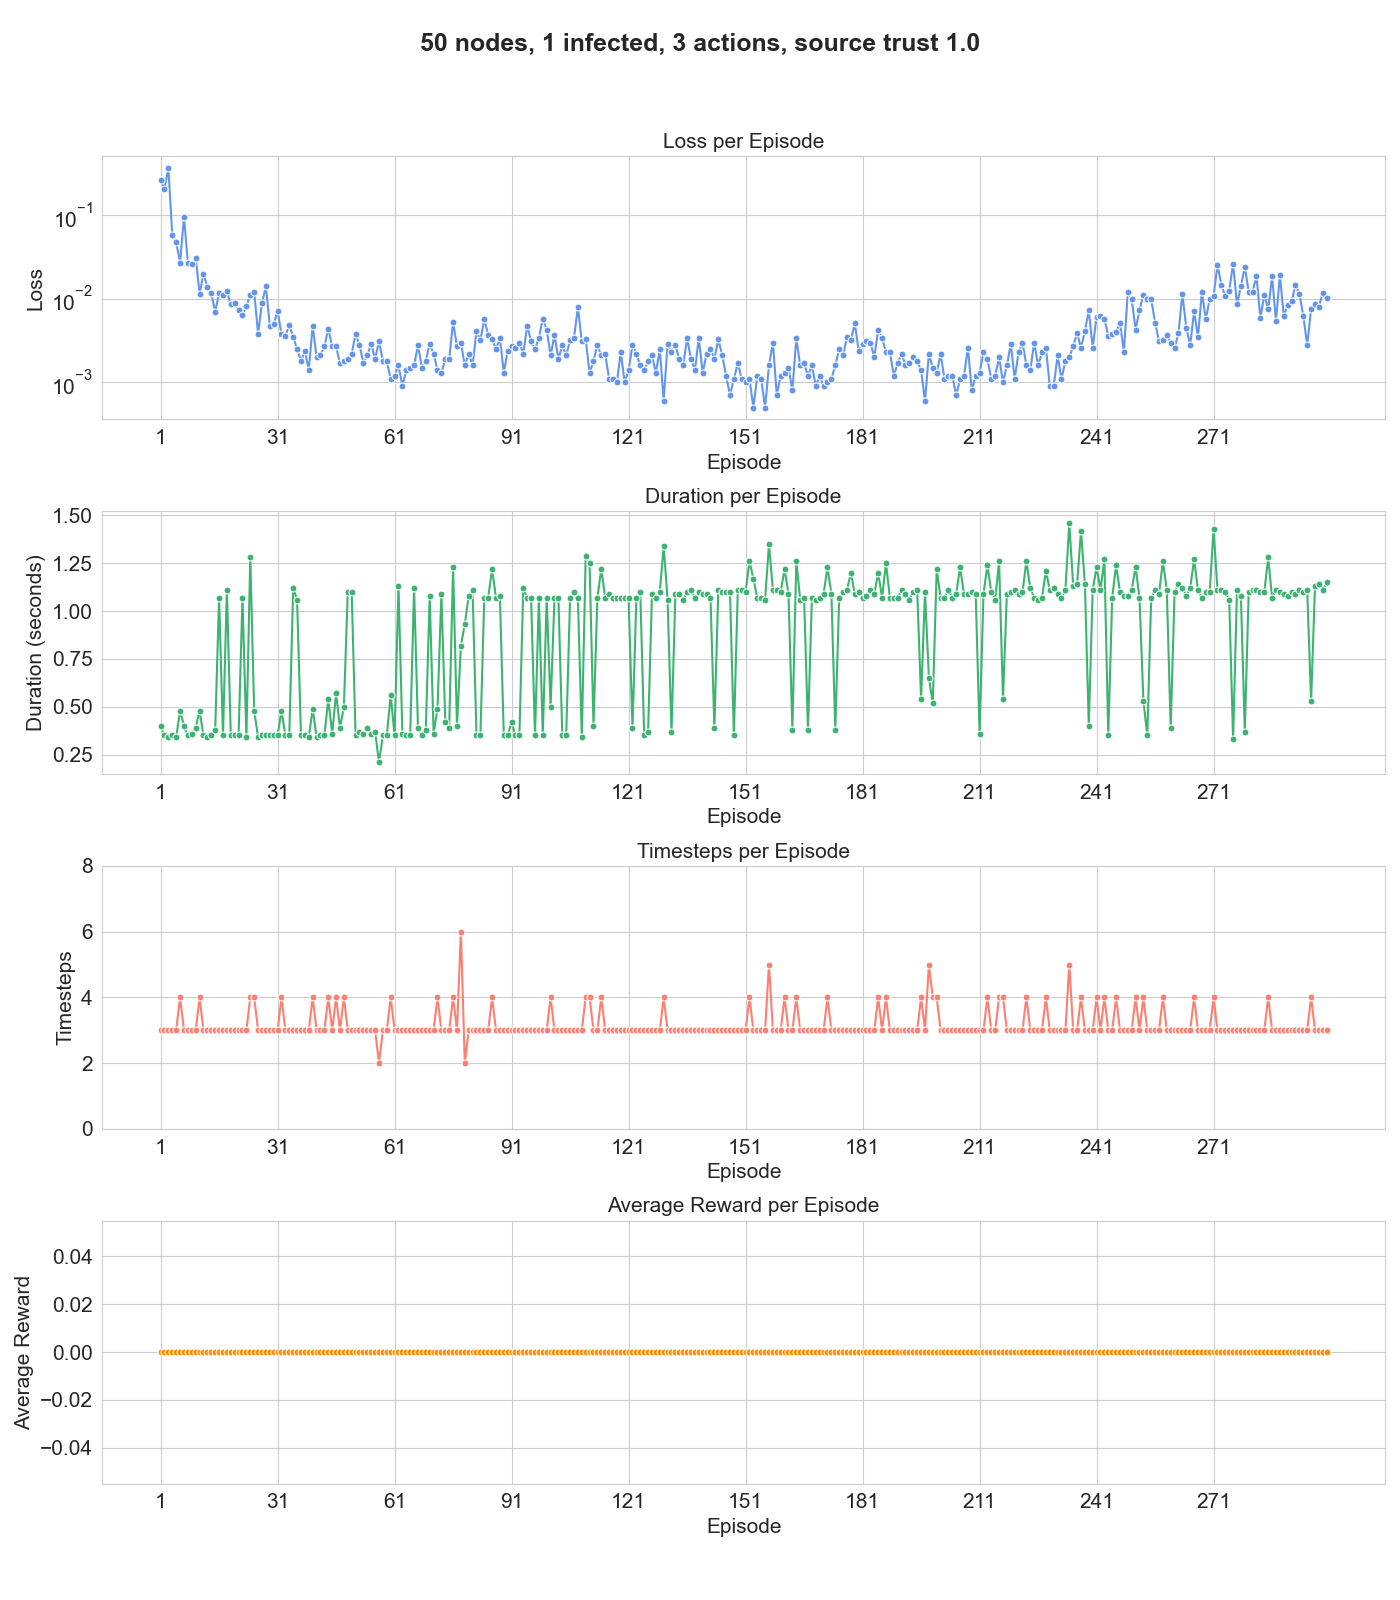 50 nodes, 1 infected, 3 actions, source trust 1.0
Loss per Episode
10⁻¹
10⁻²
10⁻³
Loss
1 31 61 91 121 151 181 211 241 271
Episode
Duration per Episode
1.50
1.25
1.00
0.75
0.50
0.25
Duration (seconds)
1 31 61 91 121 151 181 211 241 271
Episode
Timesteps per Episode
8
6
4
2
0
Timesteps
1 31 61 91 121 151 181 211 241 271
Episode
Average Reward per Episode
0.04
0.02
0.00
−0.02
−0.04
Average Reward
1 31 61 91 121 151 181 211 241 271
Episode